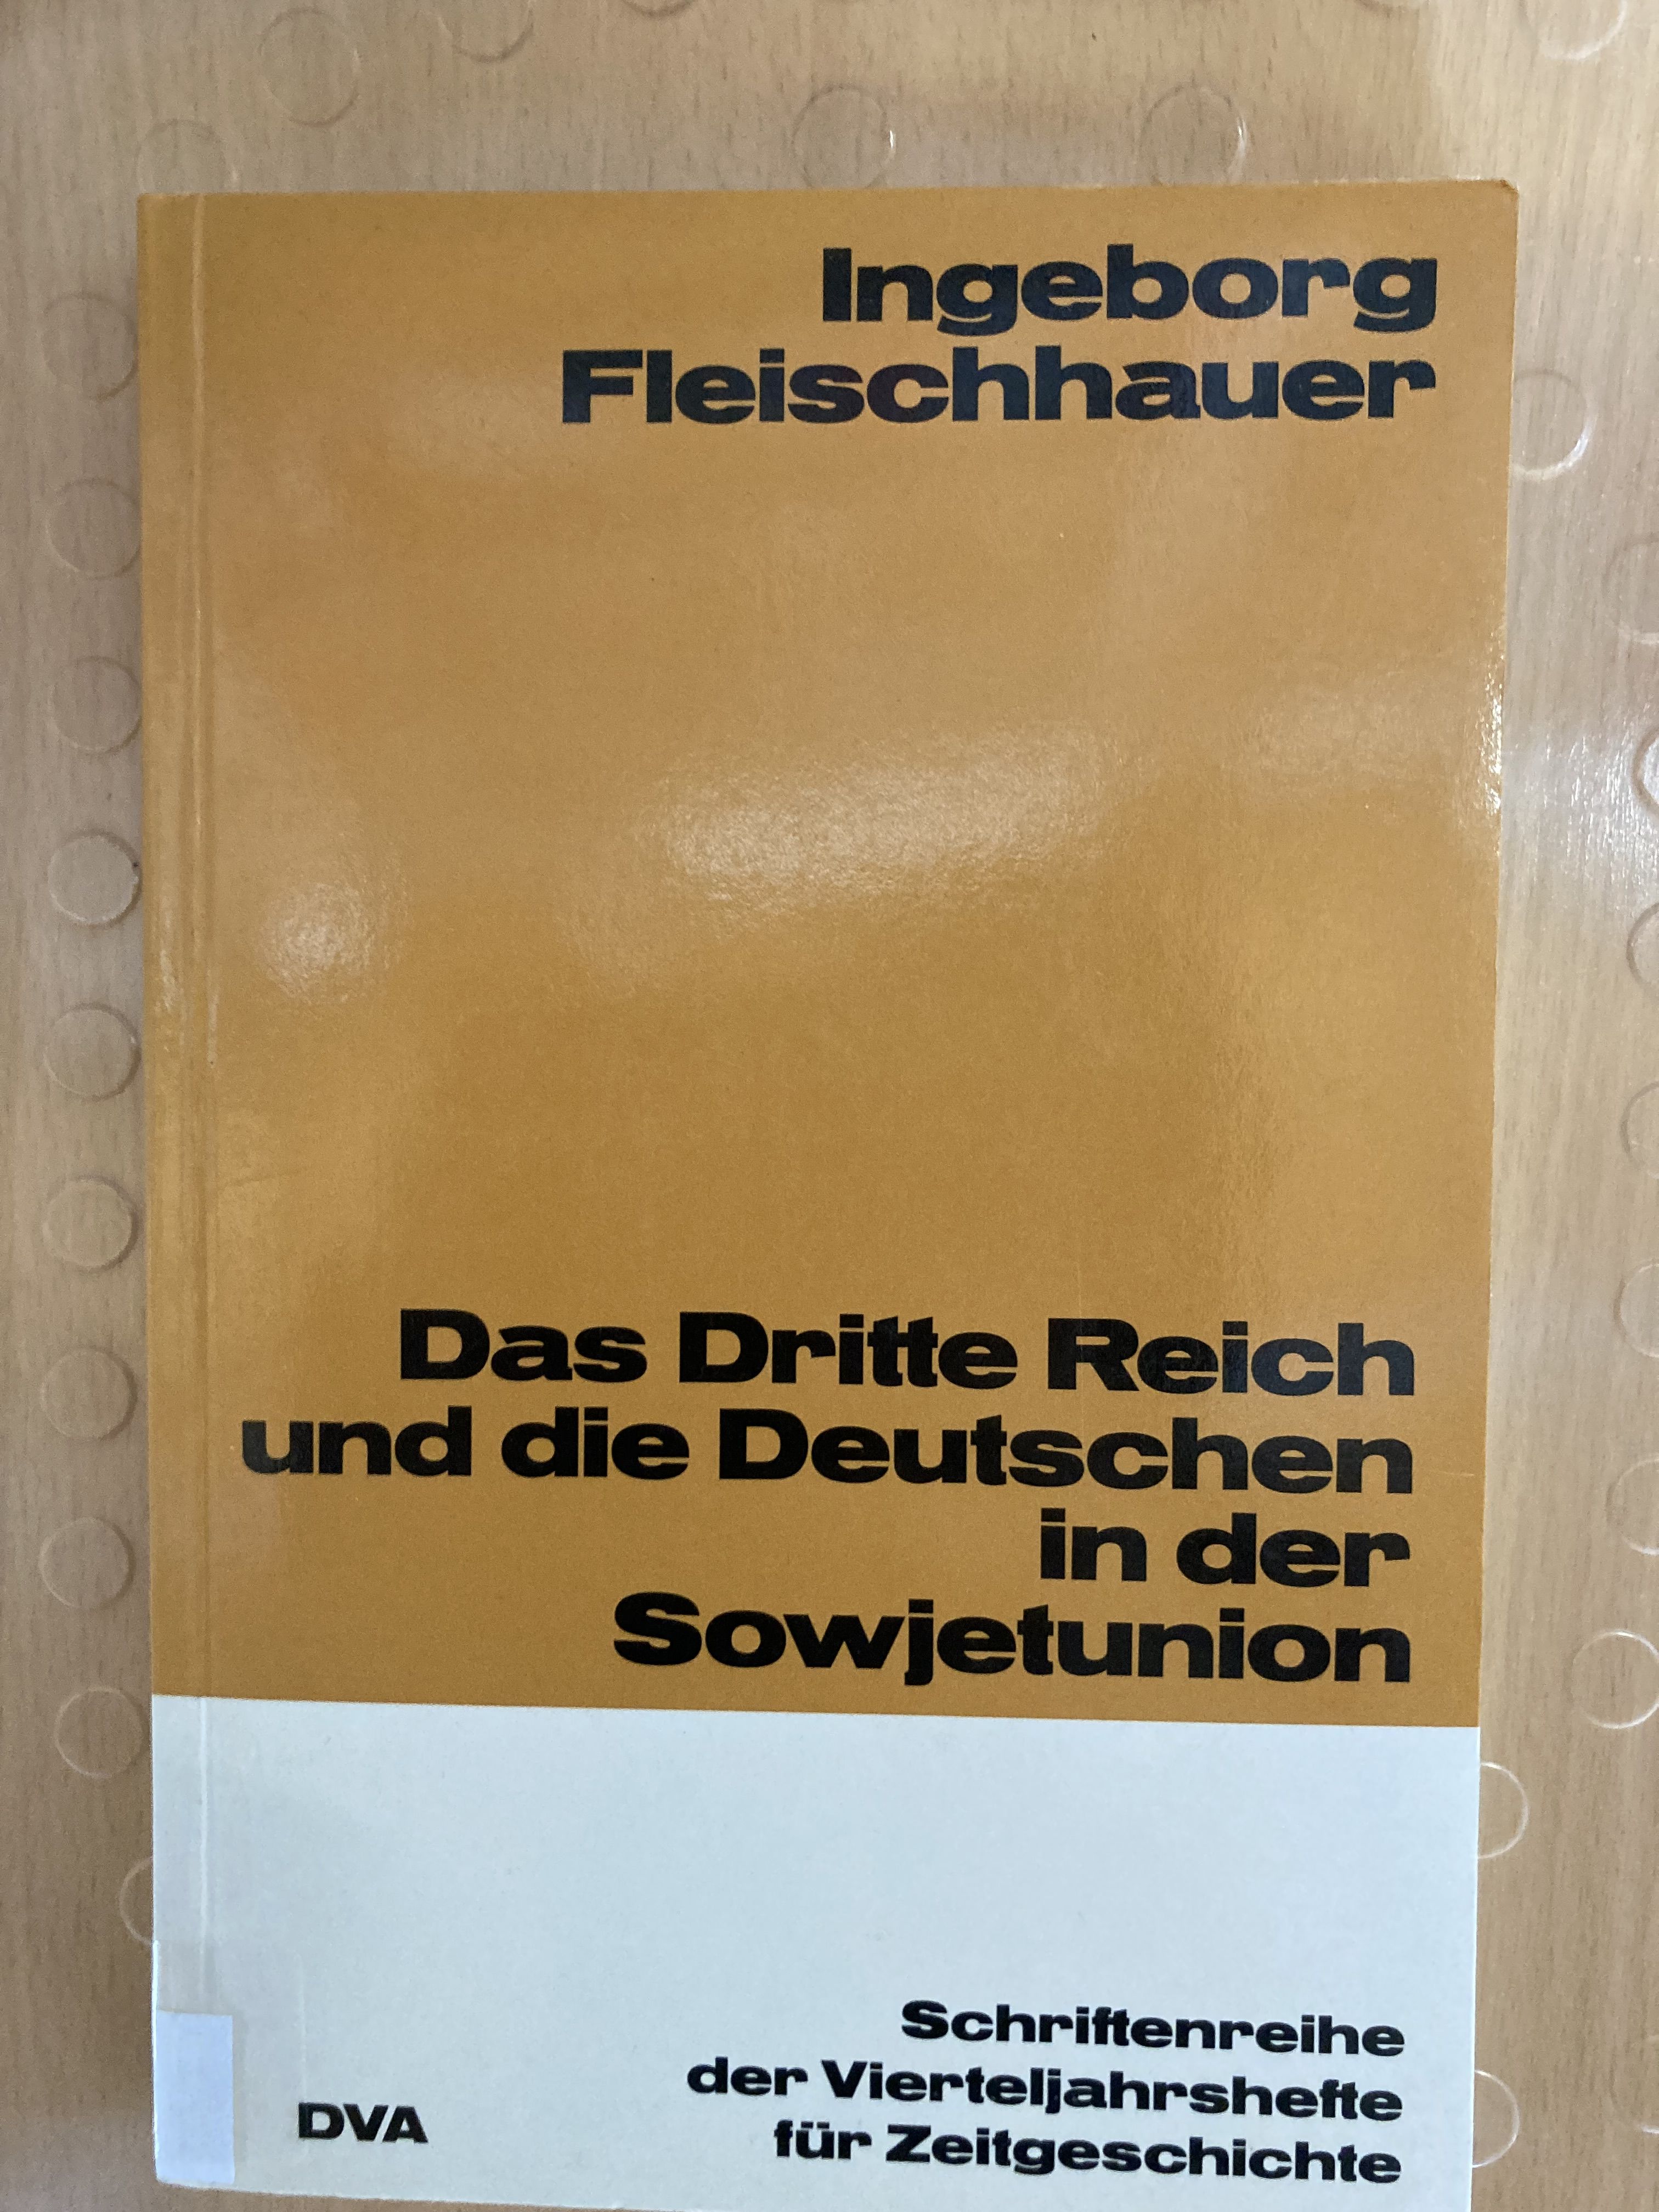 Ingeborg
Fleischhauer
Das Dritte Reich
und die Deutschen
in der
Sowjetunion
Schriftenreihe
der Vierteljahrshefte
für Zeitgeschichte
DVA